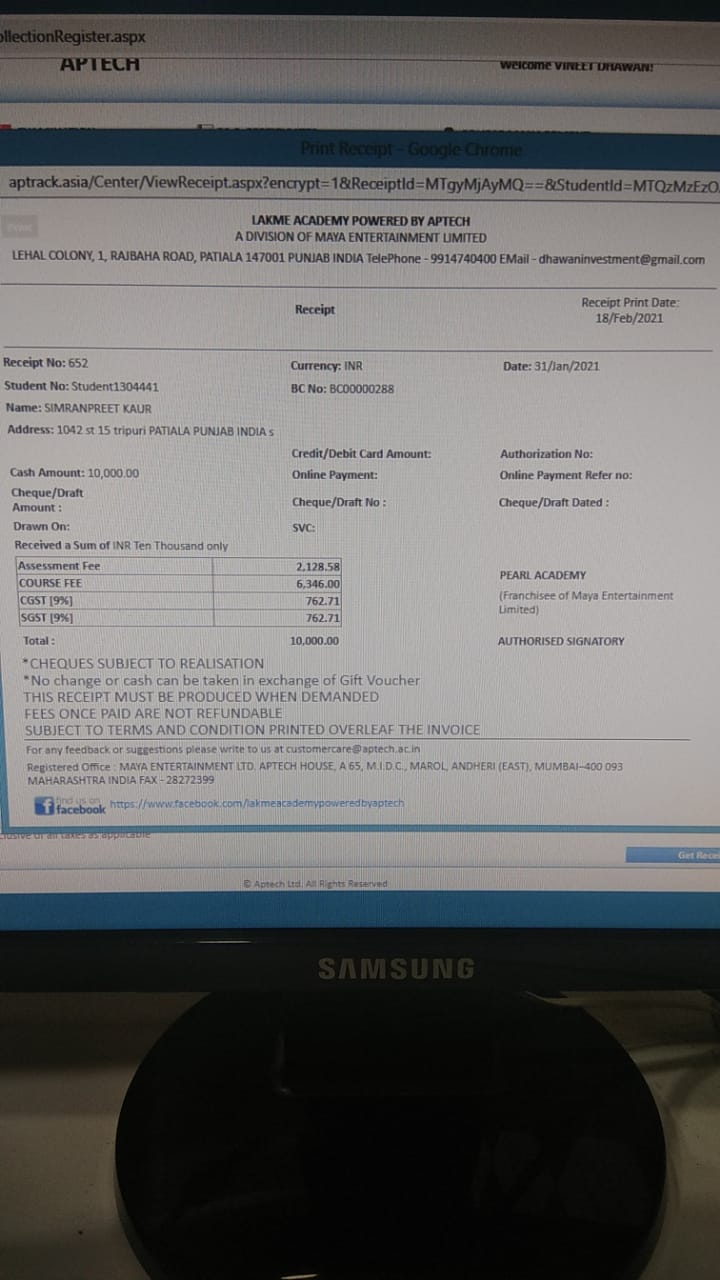 ollectionRegister.aspx
APTECH
Welcome VINEET DHAWAN!
Print Receipt - Google Chrome
aptrack.asia/Center/ViewReceipt.aspx?encrypt=1&ReceiptId=MTgyMjAyMQ==&StudentId=MTQzMzEzO
Print
LAKME ACADEMY POWERED BY APTECH
A DIVISION OF MAYA ENTERTAINMENT LIMITED
LEHAL COLONY, 1, RAJBAHA ROAD, PATIALA 147001 PUNJAB INDIA TelePhone - 9914740400 EMail - dhawaninvestment@gmail.com
Receipt
Receipt Print Date:
18/Feb/2021
Receipt No: 652 Currency: INR Date: 31/Jan/2021
Student No: Student1304441 BC No: BC00000288
Name: SIMRANPREET KAUR
Address: 1042 st 15 tripuri PATIALA PUNJAB INDIA s
Credit/Debit Card Amount: Authorization No:
Cash Amount: 10,000.00 Online Payment: Online Payment Refer no:
Cheque/Draft
Amount : Cheque/Draft No : Cheque/Draft Dated :
Drawn On: SVC:
Received a Sum of INR Ten Thousand only
Assessment Fee 2,128.58
COURSE FEE 6,346.00
CGST [9%] 762.71
SGST [9%] 762.71
Total : 10,000.00
PEARL ACADEMY
(Franchisee of Maya Entertainment
Limited)
AUTHORISED SIGNATORY
*CHEQUES SUBJECT TO REALISATION
*No change or cash can be taken in exchange of Gift Voucher
THIS RECEIPT MUST BE PRODUCED WHEN DEMANDED
FEES ONCE PAID ARE NOT REFUNDABLE
SUBJECT TO TERMS AND CONDITION PRINTED OVERLEAF THE INVOICE
For any feedback or suggestions please write to us at customercare@aptech.ac.in
Registered Office : MAYA ENTERTAINMENT LTD. APTECH HOUSE, A 65, M.I.D.C., MAROL, ANDHERI (EAST), MUMBAI--400 093
MAHARASHTRA INDIA FAX - 28272399
find us on
facebook https://www.facebook.com/lakmeacademypoweredbyaptech
clusive of all taxes as applicable
Get Recei
© Aptech Ltd. All Rights Reserved
SAMSUNG